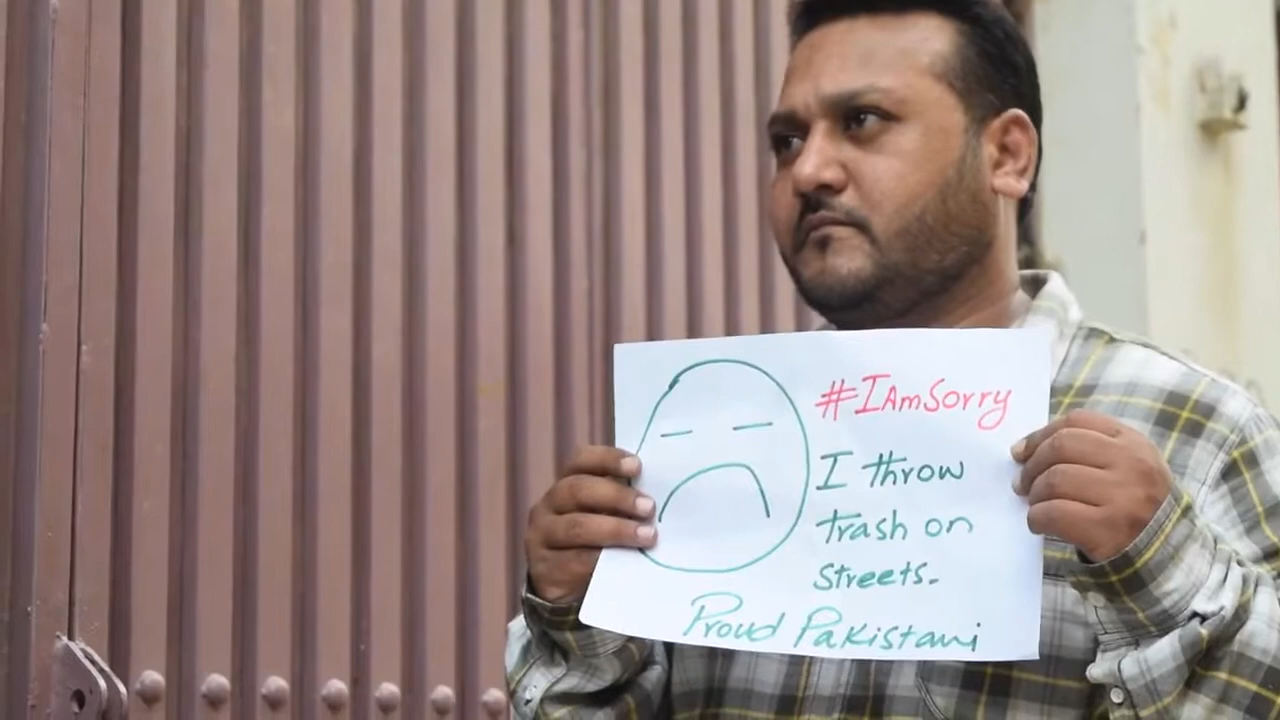 #IAmSorry
I throw
trash on
streets.
Proud Pakistani